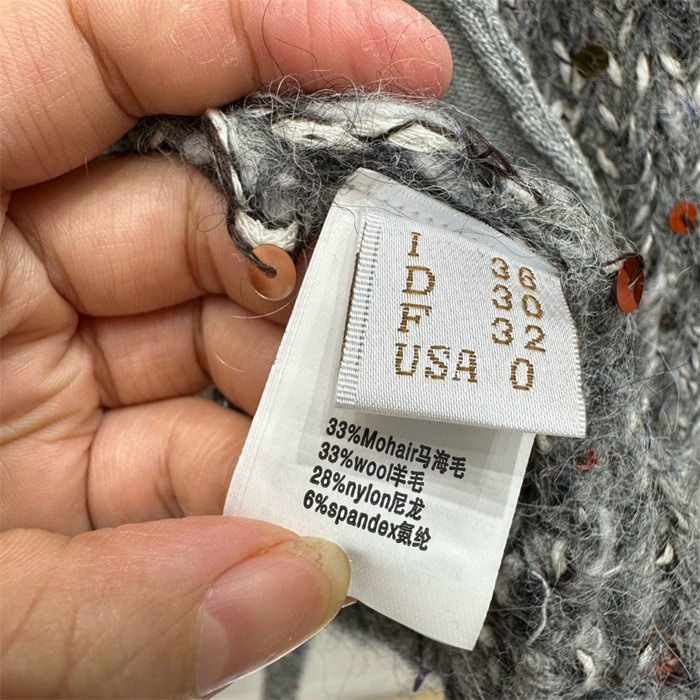 I 36
D 30
F 32
USA 0
33%Mohair马海毛
33%wool羊毛
28%nylon尼龙
6%spandex氨纶